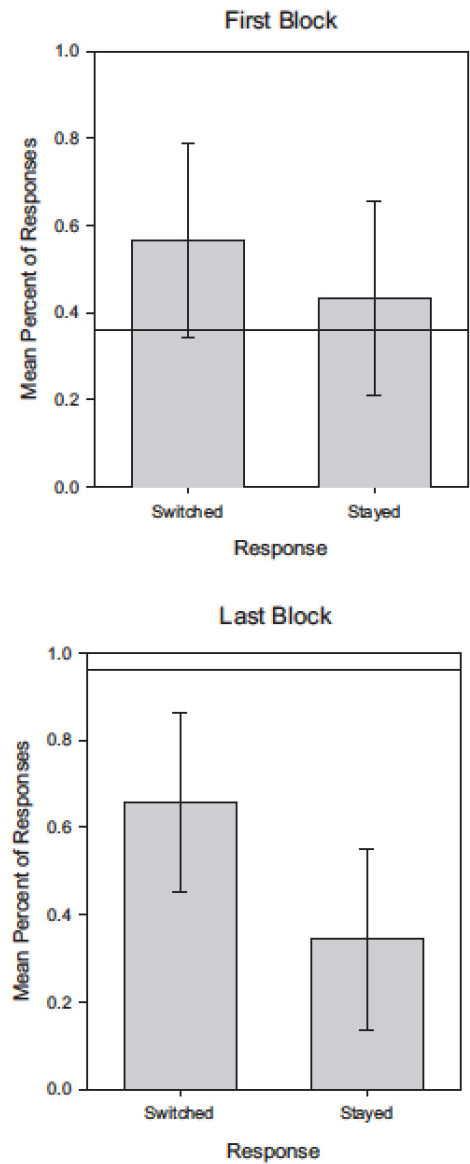 First Block
Mean Percent of Responses
1.0
0.8
0.6
0.4
0.2
0.0
Switched Stayed
Response
Last Block
Mean Percent of Responses
1.0
0.8
0.6
0.4
0.2
0.0
Switched Stayed
Response